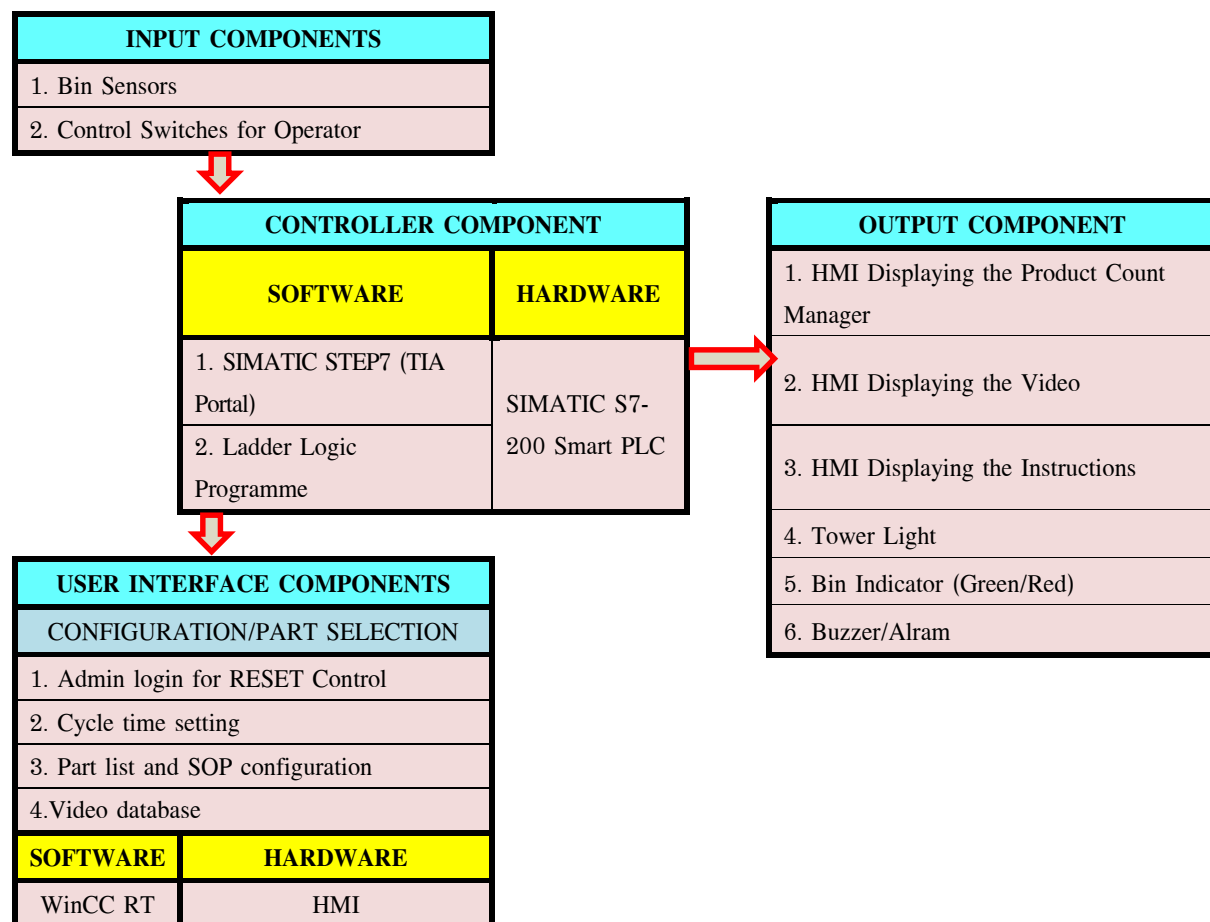 INPUT COMPONENTS
1. Bin Sensors
2. Control Switches for Operator
CONTROLLER COMPONENT
SOFTWARE
HARDWARE
1. SIMATIC STEP7 (TIA
Portal)
2. Ladder Logic
Programme
SIMATIC S7-
200 Smart PLC
OUTPUT COMPONENT
1. HMI Displaying the Product Count
Manager
2. HMI Displaying the Video
3. HMI Displaying the Instructions
4. Tower Light
5. Bin Indicator (Green/Red)
6. Buzzer/Alram
USER INTERFACE COMPONENTS
CONFIGURATION/PART SELECTION
1. Admin login for RESET Control
2. Cycle time setting
3. Part list and SOP configuration
4.Video database
SOFTWARE
HARDWARE
WinCC RT
HMI